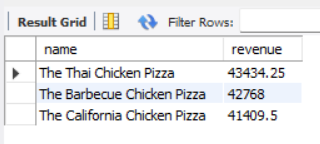 Result Grid Filter Rows:
name revenue
The Thai Chicken Pizza 43434.25
The Barbecue Chicken Pizza 42768
The California Chicken Pizza 41409.5